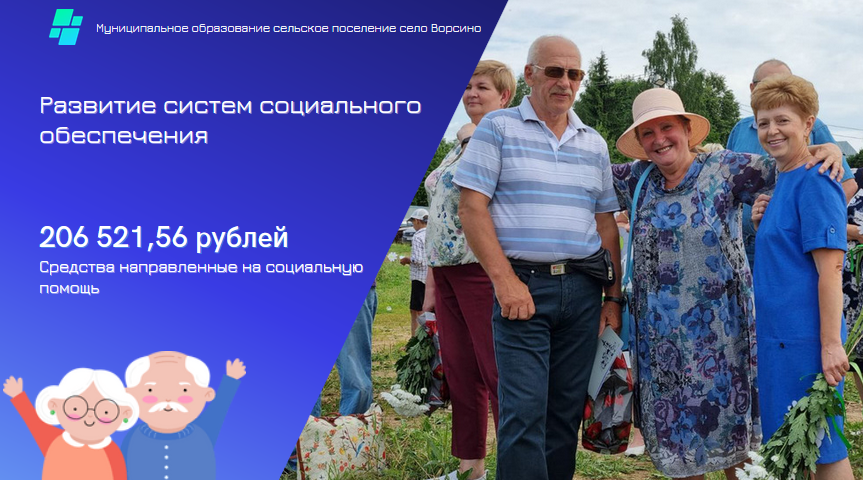 Муниципальное образование сельское поселение село Ворсино
Развитие систем социального
обеспечения
206 521,56 рублей
Средства направленные на социальную
помощь